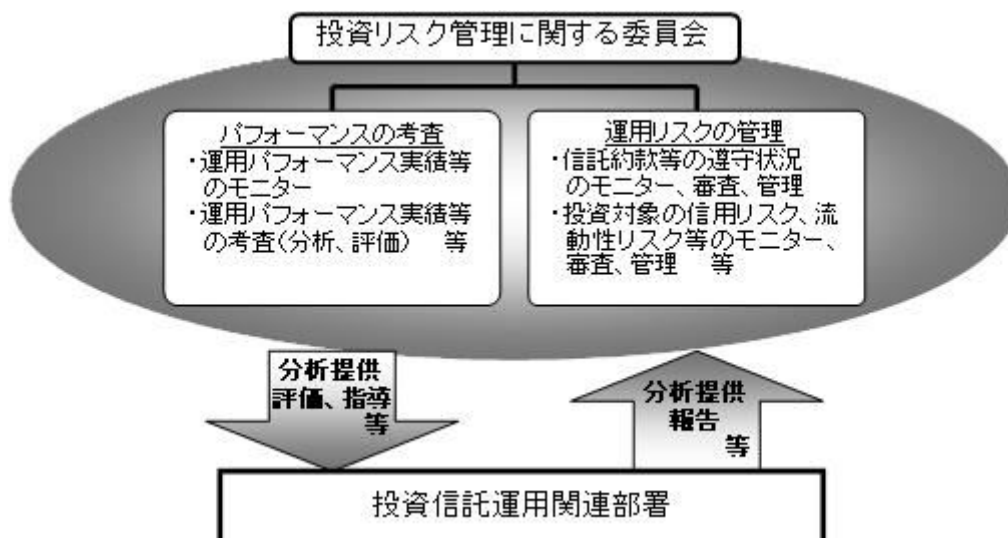 投資リスク管理に関する委員会
パフォーマンスの考査
・運用パフォーマンス実績等
のモニター
・運用パフォーマンス実績等
の考査(分析、評価)　等
運用リスクの管理
・信託約款等の遵守状況
のモニター、審査、管理
・投資対象の信用リスク、流
動性リスク等のモニター、
審査、管理　等
分析提供
評価、指導
等
分析提供
報告
等
投資信託運用関連部署